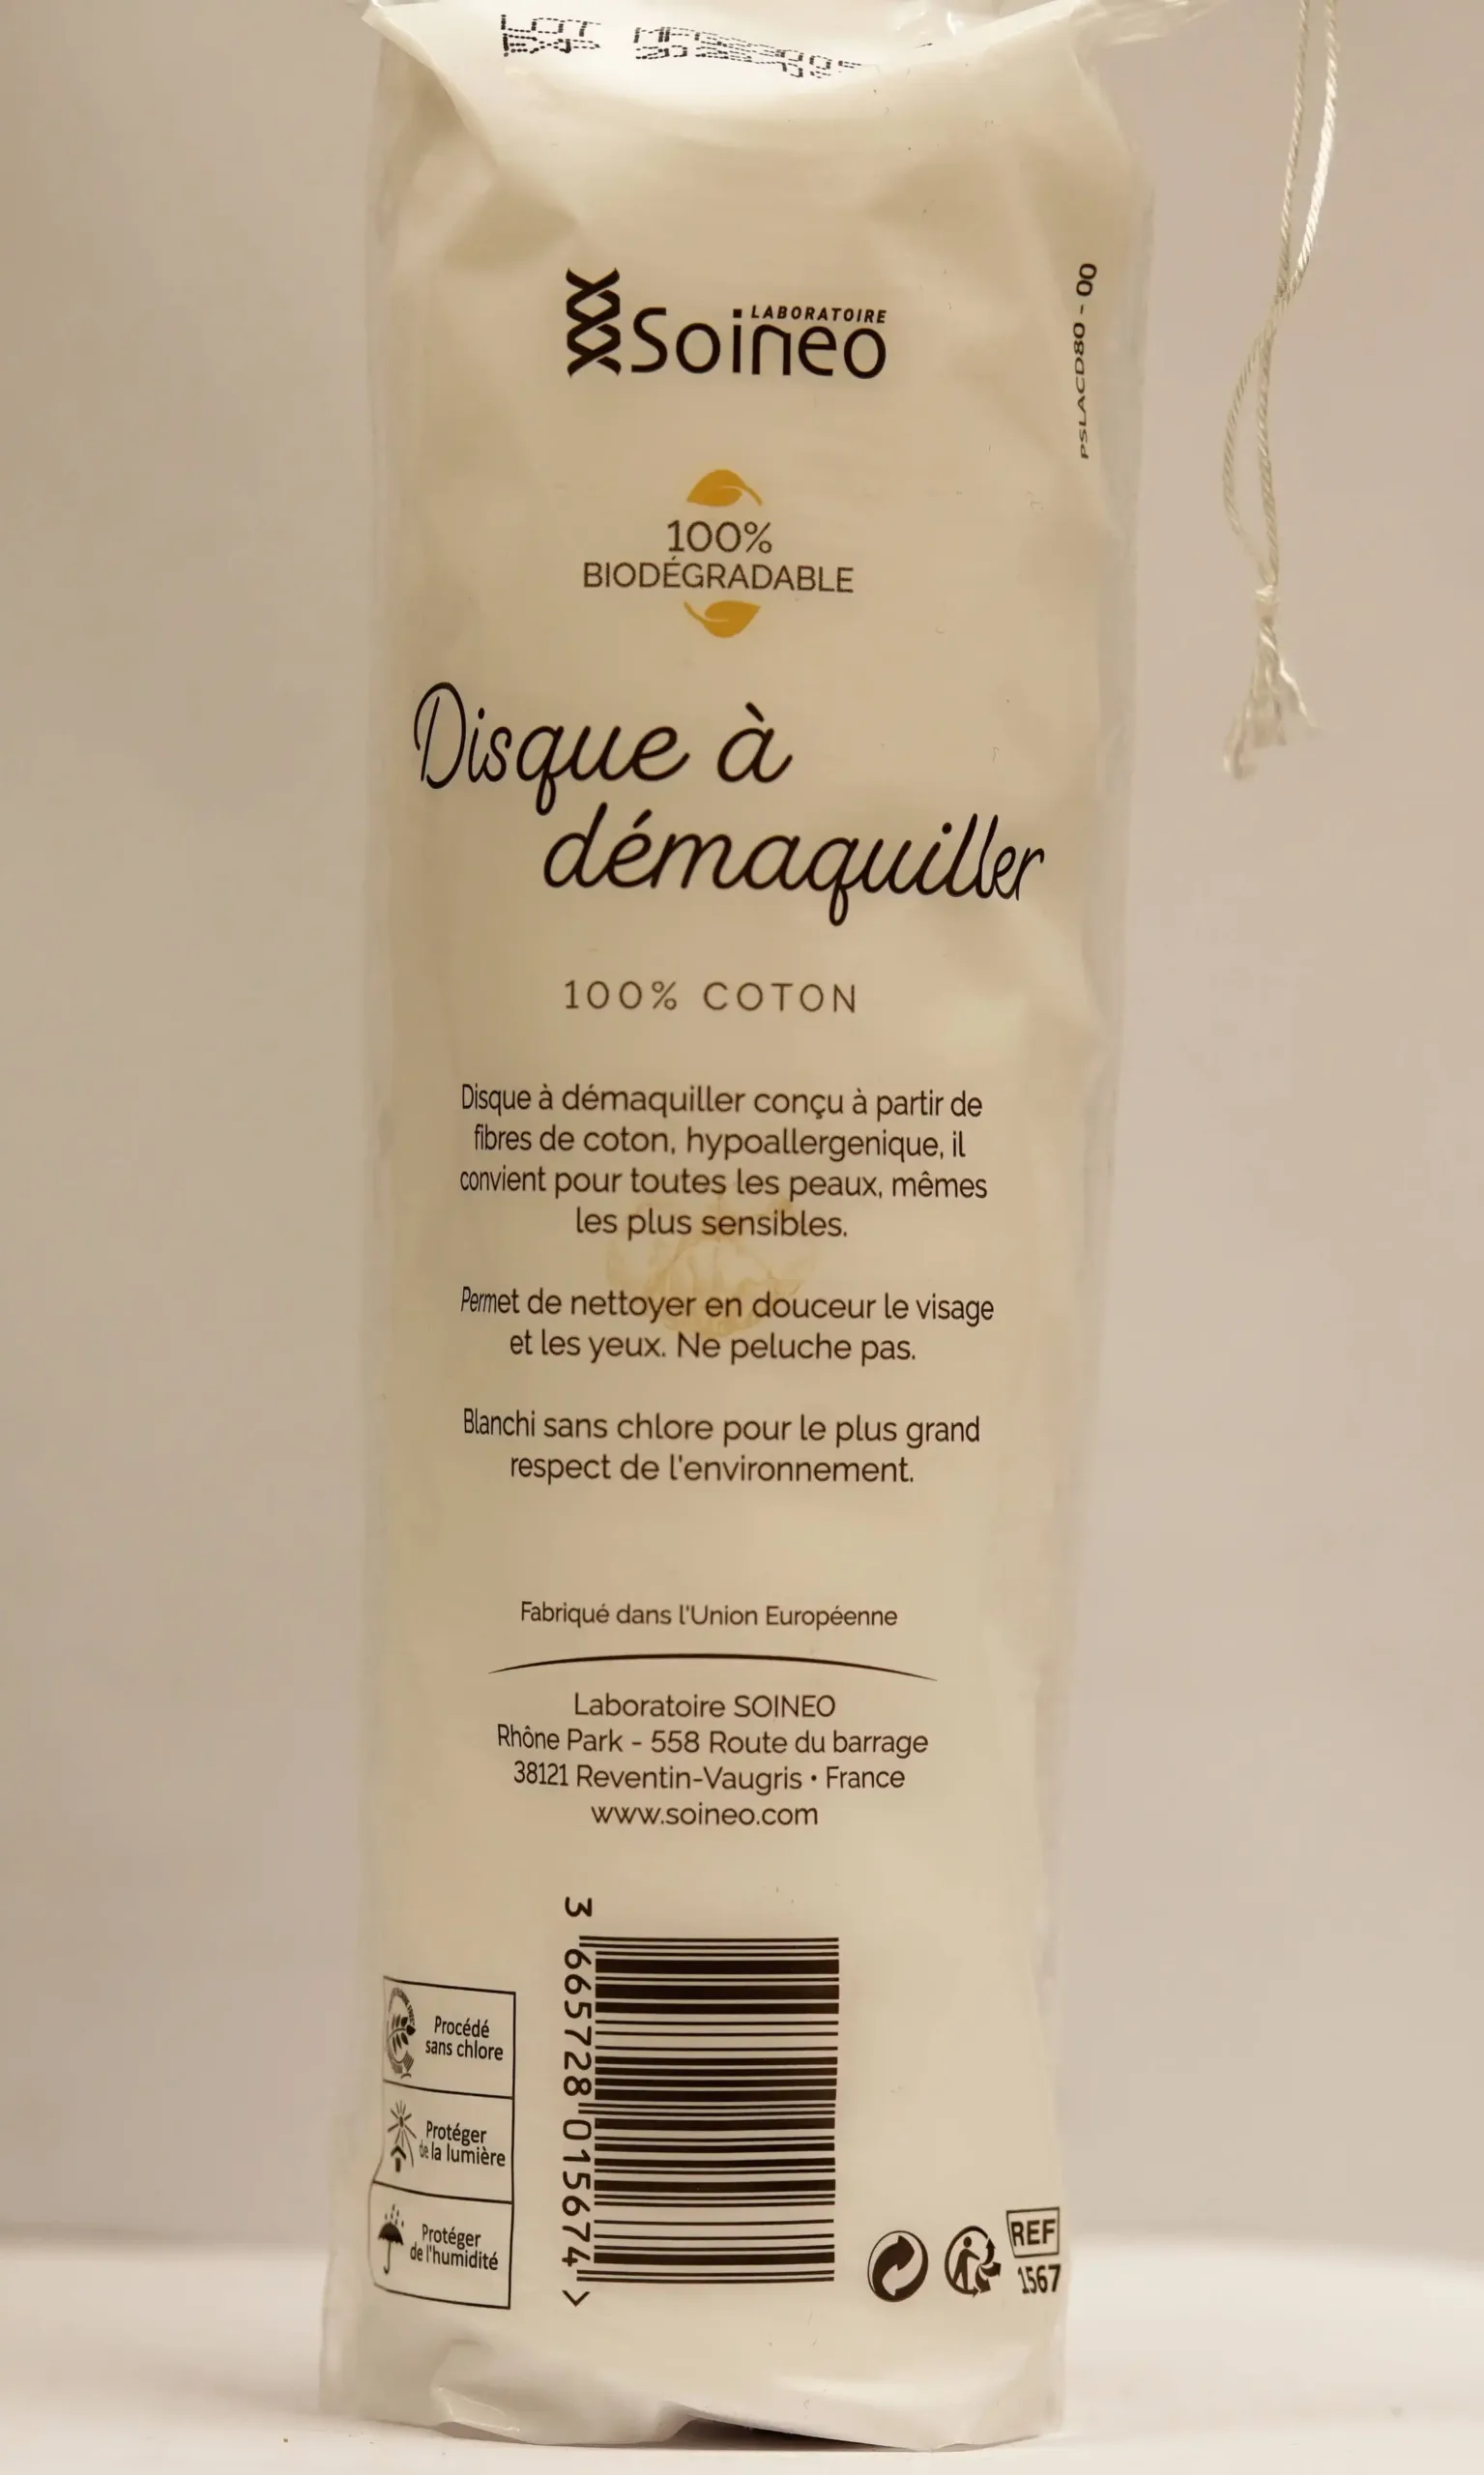 LOT
EXP
LABORATOIRE
Soineo
PSLACD80 - 00
100%
BIODÉGRADABLE
Disque à
démaquiller
100% COTON
Disque à démaquiller conçu à partir de
fibres de coton, hypoallergenique, il
convient pour toutes les peaux, mêmes
les plus sensibles.
Permet de nettoyer en douceur le visage
et les yeux. Ne peluche pas.
Blanchi sans chlore pour le plus grand
respect de l'environnement.
Fabriqué dans l'Union Européenne
Laboratoire SOINEO
Rhône Park - 558 Route du barrage
38121 Reventin-Vaugris • France
www.soineo.com
Procédé
sans chlore
Protéger
de la lumière
Protéger
de l'humidité
3 665728 015674 >
REF
1567